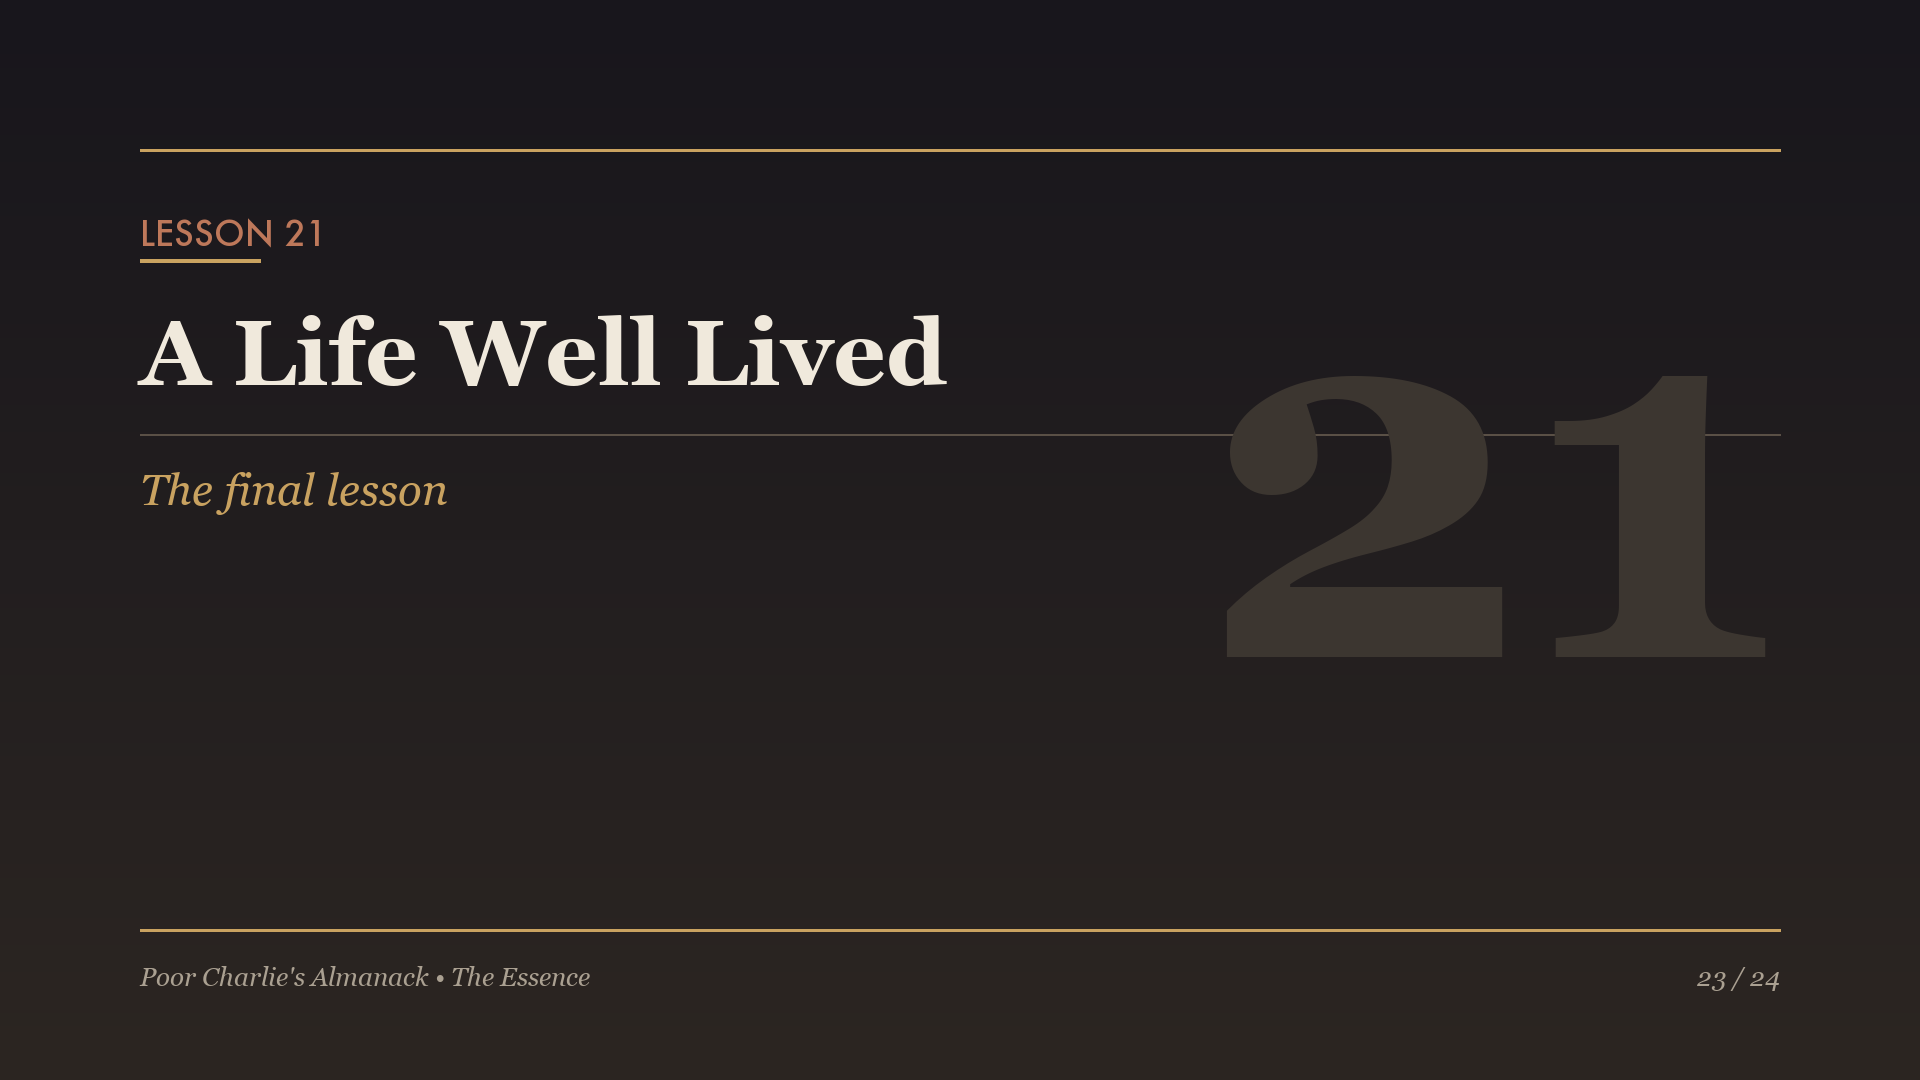 LESSON 21
A Life Well Lived
The final lesson
21
Poor Charlie's Almanack • The Essence
23 / 24